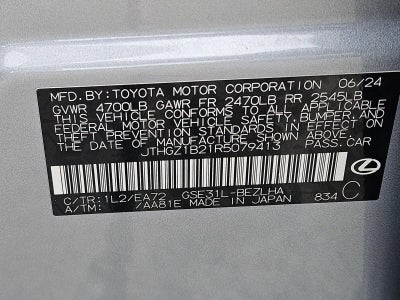 MFD. BY: TOYOTA MOTOR CORPORATION 06/24
GVWR 4700LB GAWR FR 2470LB RR 2545LB
THIS VEHICLE CONFORMS TO ALL APPLICABLE
FEDERAL MOTOR VEHICLE SAFETY, BUMPER, AND
THEFT PREVENTION STANDARDS IN EFFECT ON
THE DATE OF MANUFACTURE SHOWN ABOVE.
JTHGZ1B21R5079413 PASS.CAR
C/TR:1L2/EA72 GSE31L-BEZLHA
A/TM: /AA81E MADE IN JAPAN 834 C